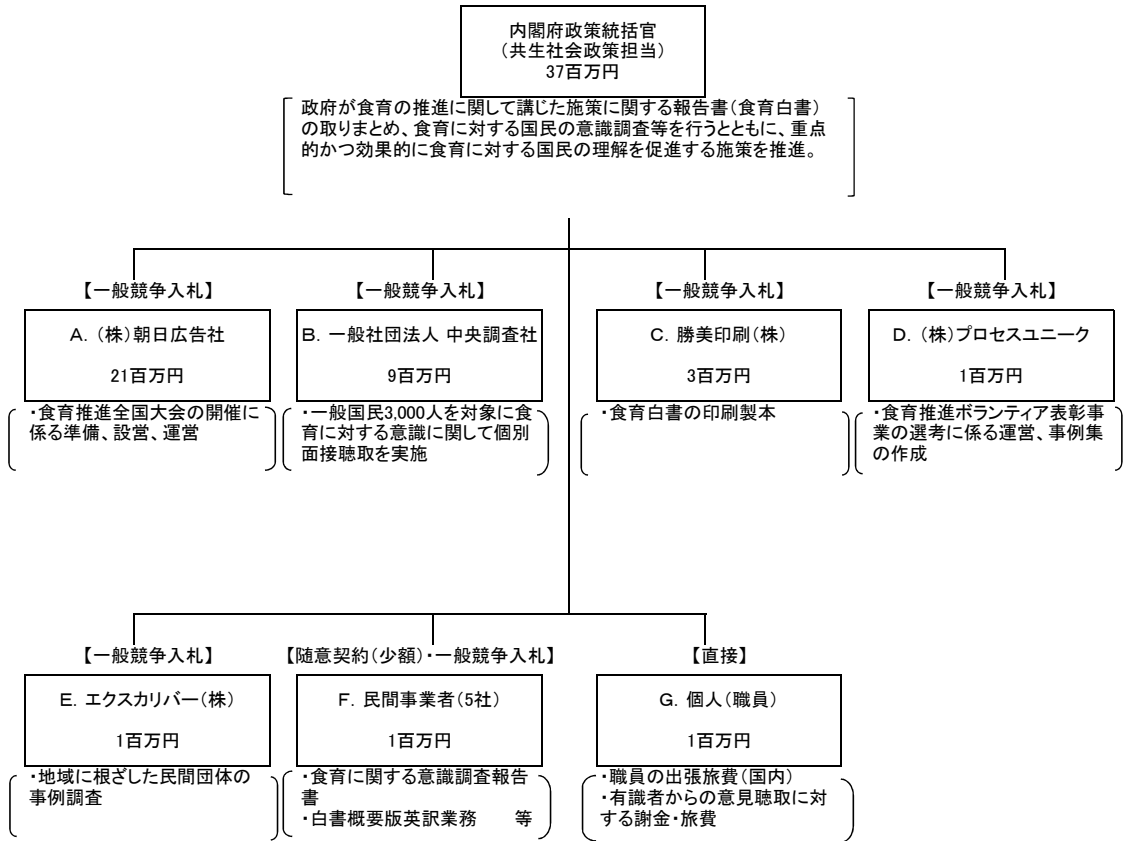 内閣府政策統括官
（共生社会政策担当）
37百万円
政府が食育の推進に関して講じた施策に関する報告書（食育白書）
の取りまとめ、食育に対する国民の意識調査等を行うとともに、重点
的かつ効果的に食育に対する国民の理解を促進する施策を推進。
【一般競争入札】
A．（株）朝日広告社
21百万円
・食育推進全国大会の開催に
係る準備、設営、運営
【一般競争入札】
B．一般社団法人 中央調査社
9百万円
・一般国民3,000人を対象に食
育に対する意識に関して個別
面接聴取を実施
【一般競争入札】
C．勝美印刷（株）
3百万円
・食育白書の印刷製本
【一般競争入札】
D．（株）プロセスユニーク
1百万円
・食育推進ボランティア表彰事
業の選考に係る運営、事例集
の作成
【一般競争入札】
E．エクスカリバー（株）
1百万円
・地域に根ざした民間団体の
事例調査
【随意契約（少額）・一般競争入札】
F．民間事業者（5社）
1百万円
・食育に関する意識調査報告
書
・白書概要版英訳業務　　等
【直接】
G．個人（職員）
1百万円
・職員の出張旅費（国内）
・有識者からの意見聴取に対
する謝金・旅費